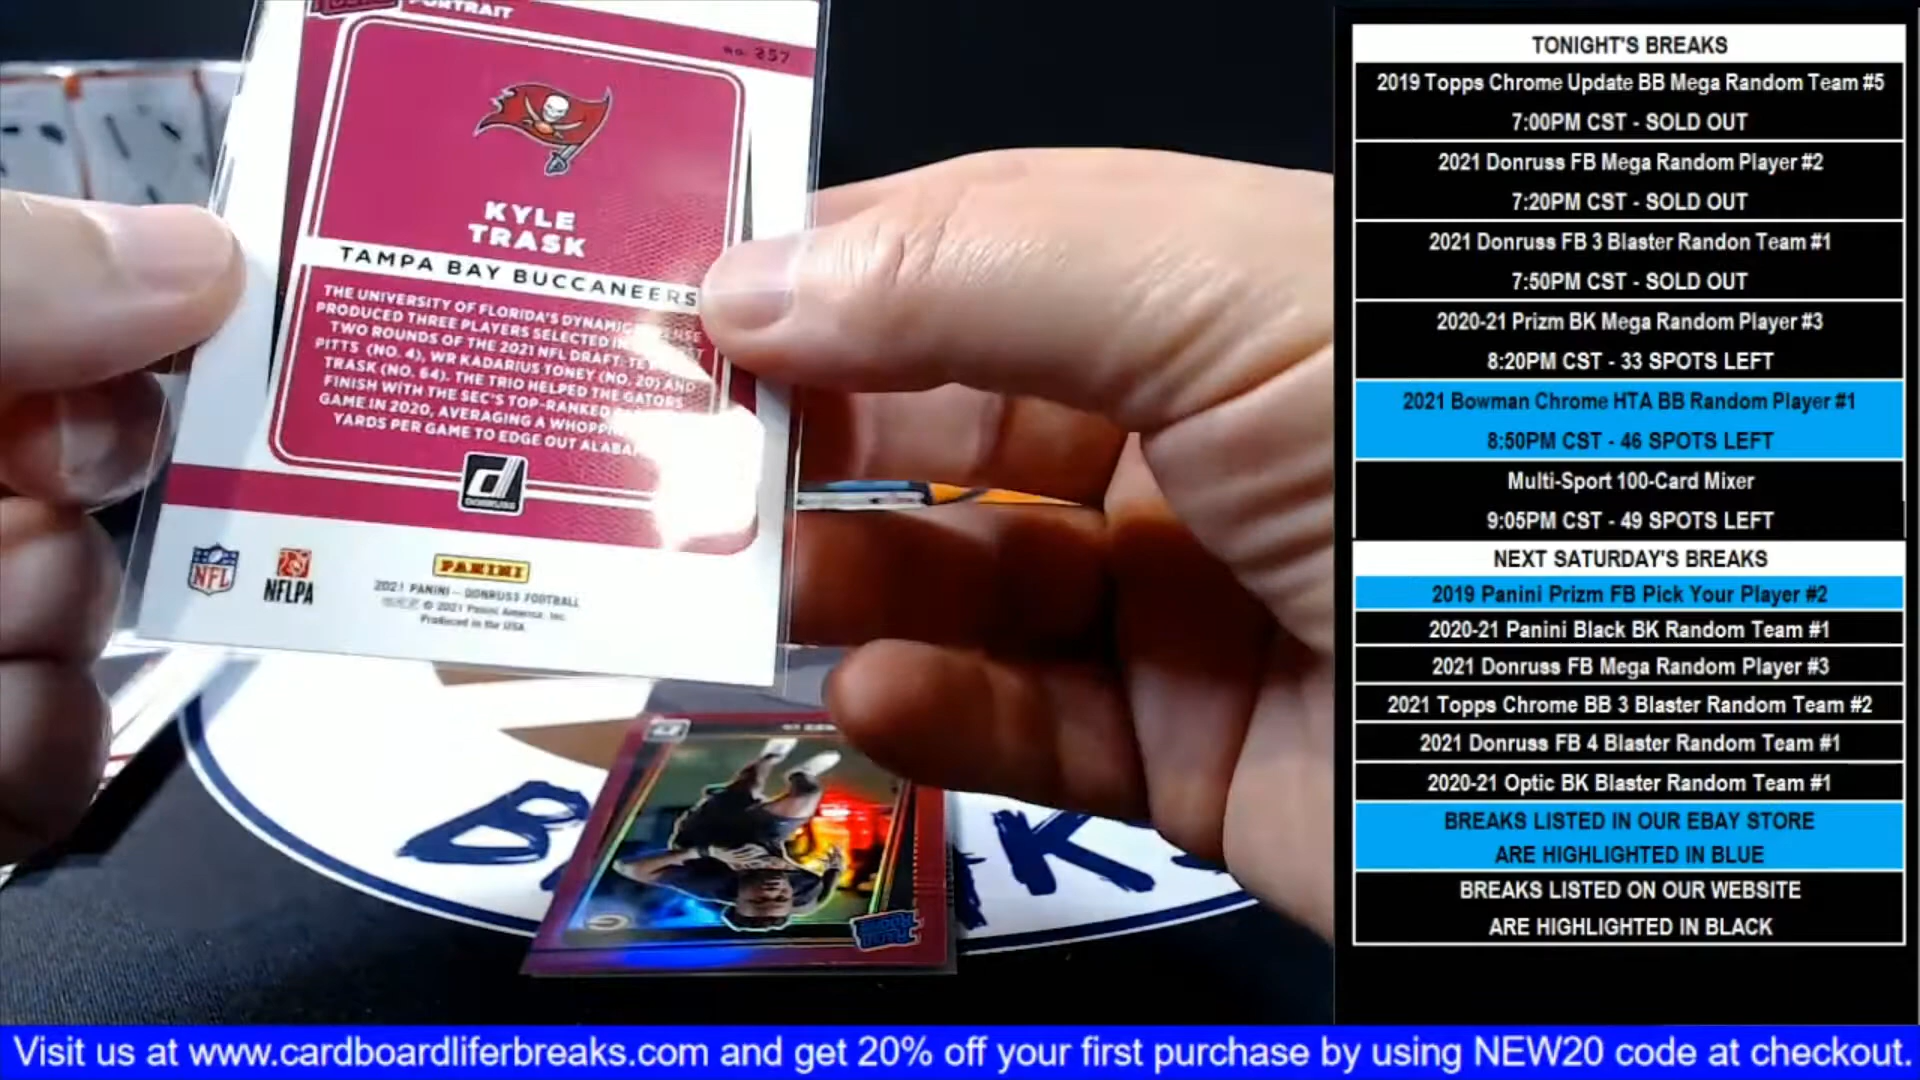 PORTRAIT
no. 257
KYLE
TRASK
TAMPA BAY BUCCANEERS
THE UNIVERSITY OF FLORIDA'S DYNAMIC
PRODUCED THREE PLAYERS SELECTED IN
TWO ROUNDS OF THE 2021 NFL DRAFT: TE
PITTS (NO. 4), WR KADARIUS TONEY (NO. 20) AND
TRASK (NO. 64). THE TRIO HELPED THE GATORS
FINISH WITH THE SEC'S TOP-RANKED
GAME IN 2020, AVERAGING A
YARDS PER GAME TO EDGE OUT
DONRUSS
NFL
NFLPA
PANINI
2021 PANINI – DONRUSS FOOTBALL
© 2021 Panini America, Inc.
Produced in the USA
TONIGHT'S BREAKS
2019 Topps Chrome Update BB Mega Random Team #5
7:00PM CST - SOLD OUT
2021 Donruss FB Mega Random Player #2
7:20PM CST - SOLD OUT
2021 Donruss FB 3 Blaster Randon Team #1
7:50PM CST - SOLD OUT
2020-21 Prizm BK Mega Random Player #3
8:20PM CST - 33 SPOTS LEFT
2021 Bowman Chrome HTA BB Random Player #1
8:50PM CST - 46 SPOTS LEFT
Multi-Sport 100-Card Mixer
9:05PM CST - 49 SPOTS LEFT
NEXT SATURDAY'S BREAKS
2019 Panini Prizm FB Pick Your Player #2
2020-21 Panini Black BK Random Team #1
2021 Donruss FB Mega Random Player #3
2021 Topps Chrome BB 3 Blaster Random Team #2
2021 Donruss FB 4 Blaster Random Team #1
2020-21 Optic BK Blaster Random Team #1
BREAKS LISTED IN OUR EBAY STORE
ARE HIGHLIGHTED IN BLUE
BREAKS LISTED ON OUR WEBSITE
ARE HIGHLIGHTED IN BLACK
Visit us at www.cardboardliferbreaks.com and get 20% off your first purchase by using NEW20 code at checkout.